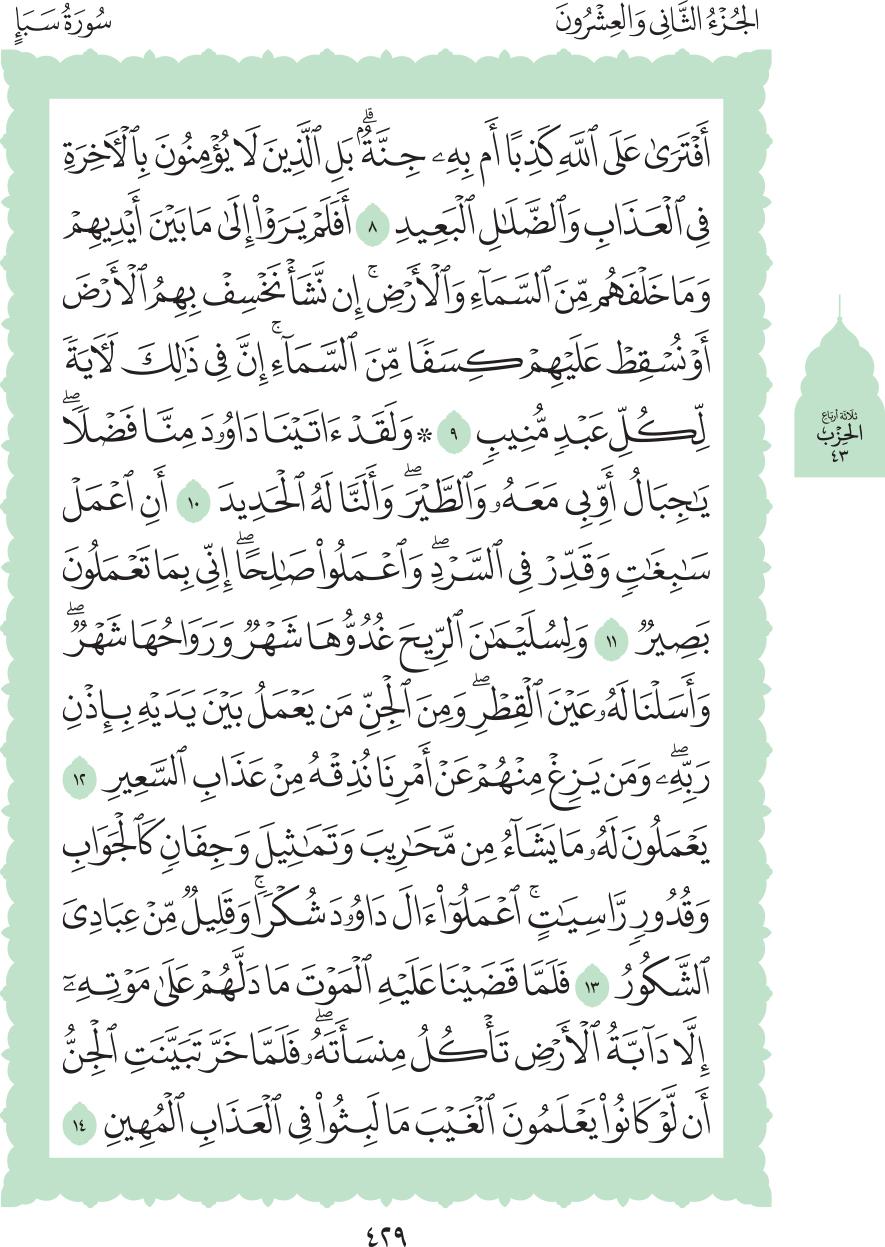 الجُزْءُ الثَّانِي وَالعِشْرُونَ
سُورَةُ سَبَإٍ
أَفْتَرَىٰ عَلَى ٱللَّهِ كَذِبًا أَم بِهِۦ جِنَّةٌۢۗ بَلِ ٱلَّذِينَ لَا يُؤْمِنُونَ بِٱلْـَٔاخِرَةِ
فِى ٱلْعَذَابِ وَٱلضَّلَـٰلِ ٱلْبَعِيدِ ٨ أَفَلَمْ يَرَوْا۟ إِلَىٰ مَا بَيْنَ أَيْدِيهِمْ
وَمَا خَلْفَهُم مِّنَ ٱلسَّمَآءِ وَٱلْأَرْضِۚ إِن نَّشَأْ نَخْسِفْ بِهِمُ ٱلْأَرْضَ
أَوْ نُسْقِطْ عَلَيْهِمْ كِسَفًا مِّنَ ٱلسَّمَآءِۚ إِنَّ فِى ذَٰلِكَ لَـَٔايَةً
لِّكُلِّ عَبْدٍ مُّنِيبٍ ٩ * وَلَقَدْ ءَاتَيْنَا دَاوُۥدَ مِنَّا فَضْلًاۖ
يَـٰجِبَالُ أَوِّبِى مَعَهُۥ وَٱلطَّيْرَۖ وَأَلَنَّا لَهُ ٱلْحَدِيدَ ١٠ أَنِ ٱعْمَلْ
سَـٰبِغَـٰتٍ وَقَدِّرْ فِى ٱلسَّرْدِۖ وَٱعْمَلُوا۟ صَـٰلِحًاۖ إِنِّى بِمَا تَعْمَلُونَ
بَصِيرٌ ١١ وَلِسُلَيْمَـٰنَ ٱلرِّيحَ غُدُوُّهَا شَهْرٌ وَرَوَاحُهَا شَهْرٌۖ
وَأَسَلْنَا لَهُۥ عَيْنَ ٱلْقِطْرِۖ وَمِنَ ٱلْجِنِّ مَن يَعْمَلُ بَيْنَ يَدَيْهِ بِإِذْنِ
رَبِّهِۦۖ وَمَن يَزِغْ مِنْهُمْ عَنْ أَمْرِنَا نُذِقْهُ مِنْ عَذَابِ ٱلسَّعِيرِ ١٢
يَعْمَلُونَ لَهُۥ مَا يَشَآءُ مِن مَّحَـٰرِيبَ وَتَمَـٰثِيلَ وَجِفَانٍ كَٱلْجَوَابِ
وَقُدُورٍ رَّاسِيَـٰتٍۚ ٱعْمَلُوٓا۟ ءَالَ دَاوُۥدَ شُكْرًاۚ وَقَلِيلٌ مِّنْ عِبَادِىَ
ٱلشَّكُورُ ١٣ فَلَمَّا قَضَيْنَا عَلَيْهِ ٱلْمَوْتَ مَا دَلَّهُمْ عَلَىٰ مَوْتِهِۦٓ
إِلَّا دَآبَّةُ ٱلْأَرْضِ تَأْكُلُ مِنسَأَتَهُۥۖ فَلَمَّا خَرَّ تَبَيَّنَتِ ٱلْجِنُّ
أَن لَّوْ كَانُوا۟ يَعْلَمُونَ ٱلْغَيْبَ مَا لَبِثُوا۟ فِى ٱلْعَذَابِ ٱلْمُهِينِ ١٤
ثلاثة أرباع
الحِزْب
٤٣
٤٢٩